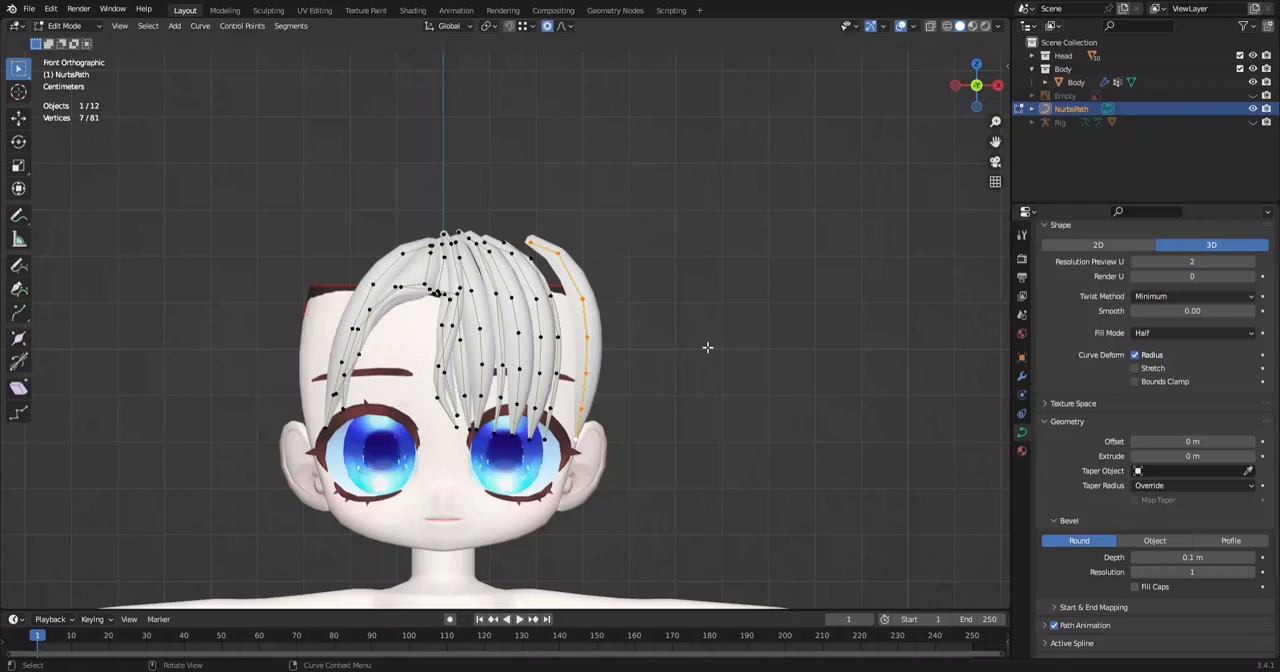 File Edit Render Window Help Layout Modeling Sculpting UV Editing Texture Paint Shading Animation Rendering Compositing Geometry Nodes Scripting Scene ViewLayer
Edit Mode View Select Add Curve Control Points Segments Global
Front Orthographic
(1) NurbsPath
Centimeters
Objects 1 / 12
Vertices 7 / 81
Z
X
Y
Scene Collection
Head 10
Body
Body
Empty
NurbsPath
Rig
Shape
2D 3D
Resolution Preview U 2
Render U 0
Twist Method Minimum
Smooth 0.00
Fill Mode Half
Curve Deform Radius
Stretch
Bounds Clamp
Texture Space
Geometry
Offset 0 m
Extrude 0 m
Taper Object
Taper Radius Override
Map Taper
Bevel
Round Object Profile
Depth 0.1 m
Resolution 1
Fill Caps
Start & End Mapping
Path Animation
Active Spline
Playback Keying View Marker 1 Start 1 End 250
1 10 20 30 40 50 60 70 80 90 100 110 120 130 140 150 160 170 180 190 200 210 220 230 240 250
Select Rotate View Curve Context Menu 3.4.1